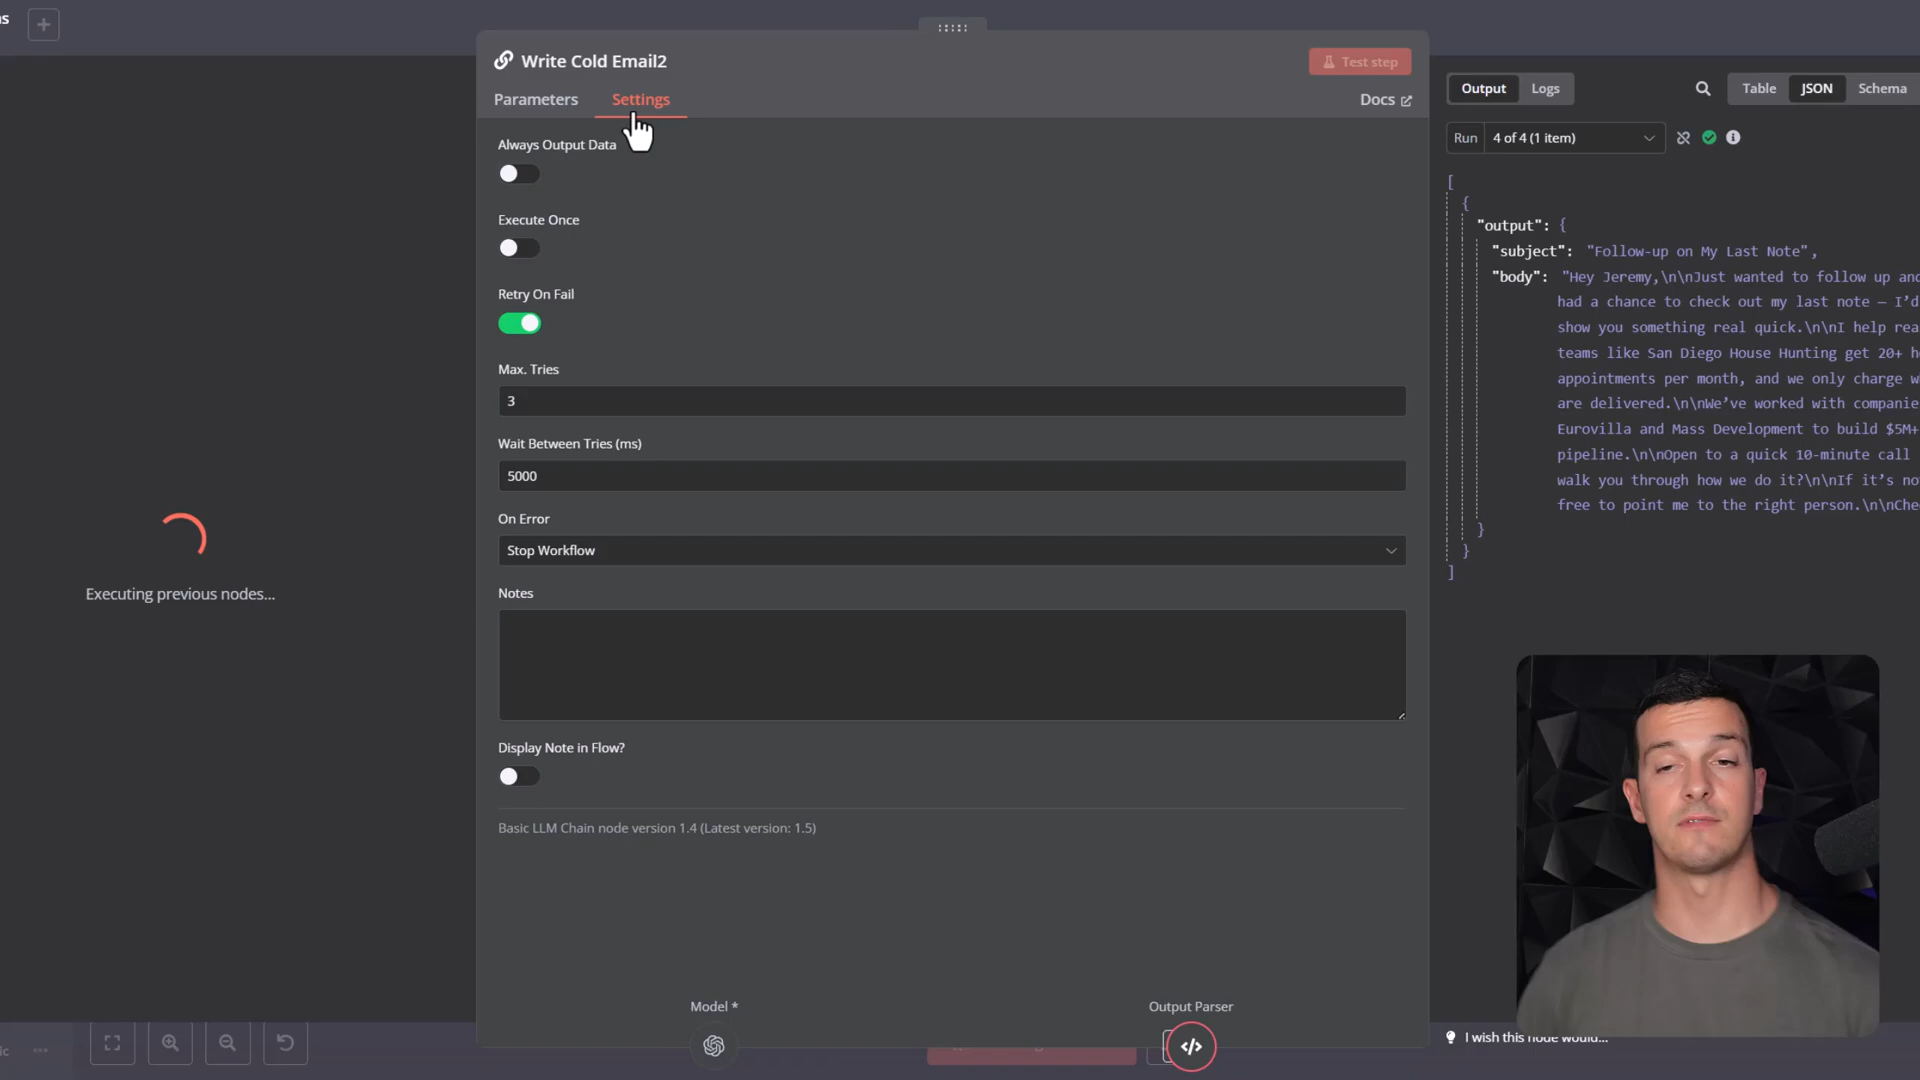 Write Cold Email2
Test step
Parameters
Settings
Docs
Always Output Data
Execute Once
Retry On Fail
Max. Tries
3
Wait Between Tries (ms)
5000
On Error
Stop Workflow
Notes
Display Note in Flow?
Basic LLM Chain node version 1.4 (Latest version: 1.5)
Model *
Output Parser
Executing previous nodes...
Output
Logs
Table
JSON
Schema
Run
4 of 4 (1 item)
[
{
"output": {
"subject": "Follow-up on My Last Note",
"body": "Hey Jeremy,\n\nJust wanted to follow up
had a chance to check out my last note – I'd
show you something real quick.\n\nI help
teams like San Diego House Hunting get 20+
appointments per month, and we only charge
are delivered.\n\nWe've worked with
Eurovilla and Mass Development to build $5M+
pipeline.\n\nOpen to a quick 10-minute call
walk you through how we do it?\n\nIf it's
free to point me to the right person.\n\n
}
}
]
I wish this node would...